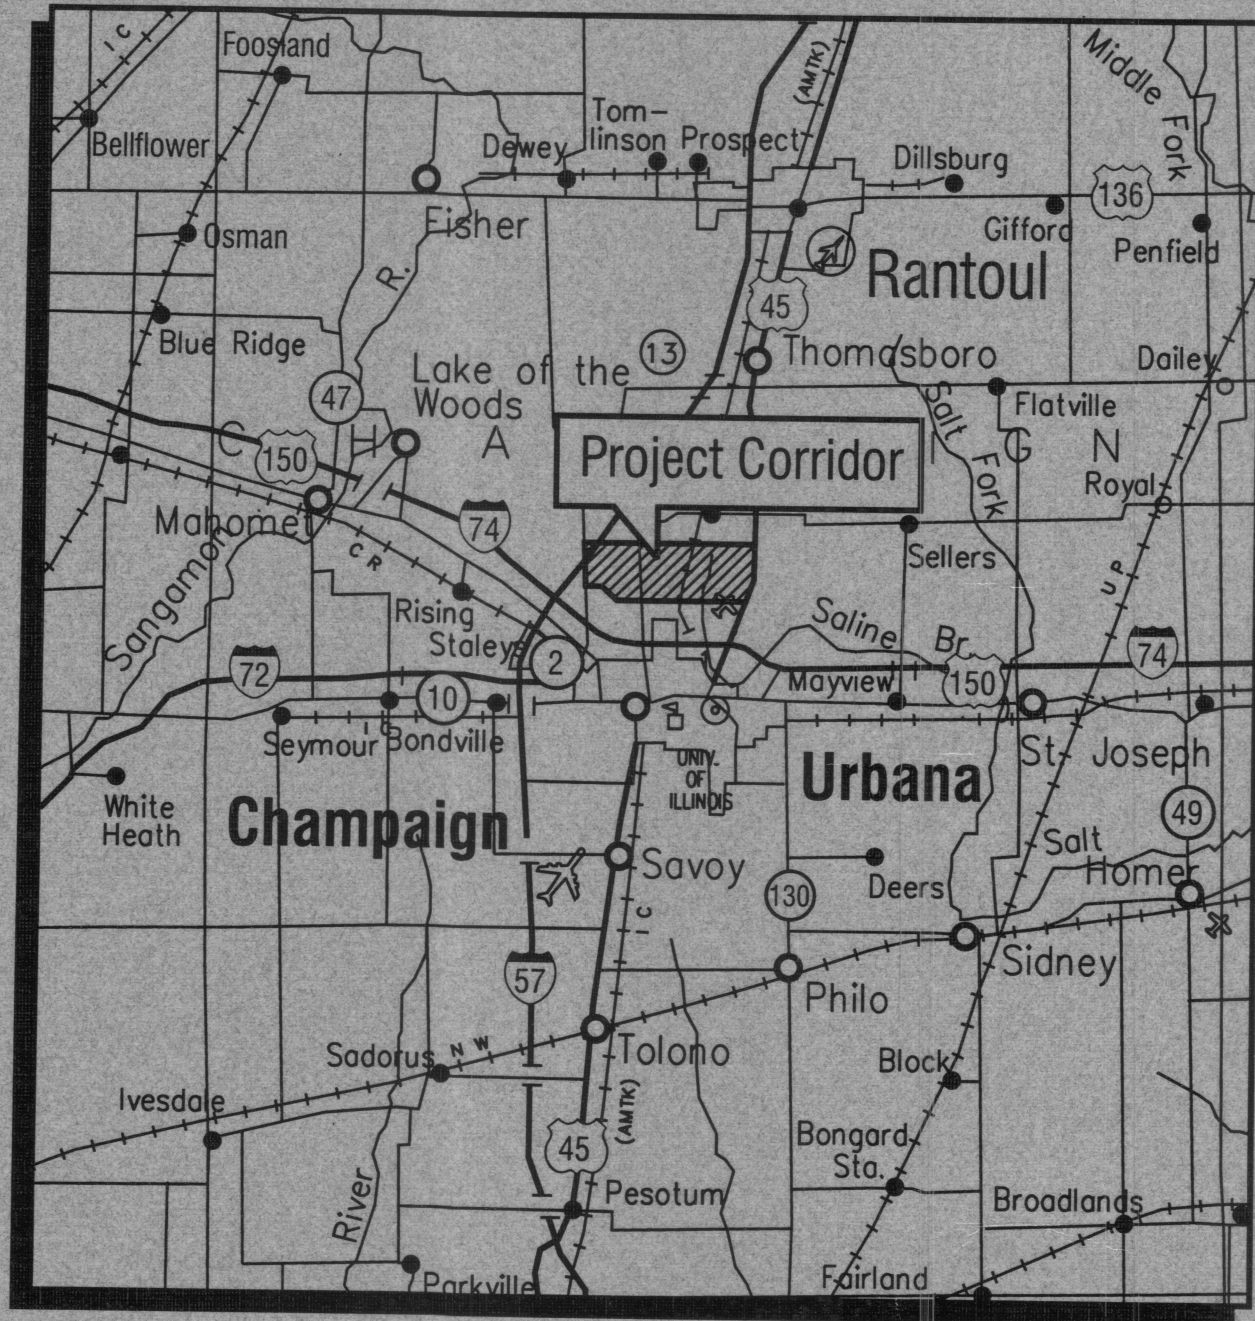 I C
Foosland
(AMTK)
Middle
Fork
Bellflower
Tom-
linson
Prospect
Dewey
Dillsburg
136
Fisher
Gifford
Penfield
Osman
Rantoul
R.
45
Blue Ridge
13
Thomasboro
Dailey
Lake of the
Woods
47
Salt
Fork
Flatville
C H A I G N
150
Project Corridor
Royal
Mahomet
74
Sellers
C R
U P
Sangamon
Rising
Staleys
Saline Br.
2
72
74
Mayview
150
10
Seymour
I C
Bondville
St. Joseph
UNIV.
OF
ILLINOIS
Urbana
White
Heath
Champaign
49
Salt
Savoy
Homer
130
Deers
I C
57
Sidney
Philo
Sadorus
N W
Tolono
Block
Ivesdale
(AMTK)
45
Bongard
Sta.
River
Pesotum
Broadlands
Parkville
Fairland